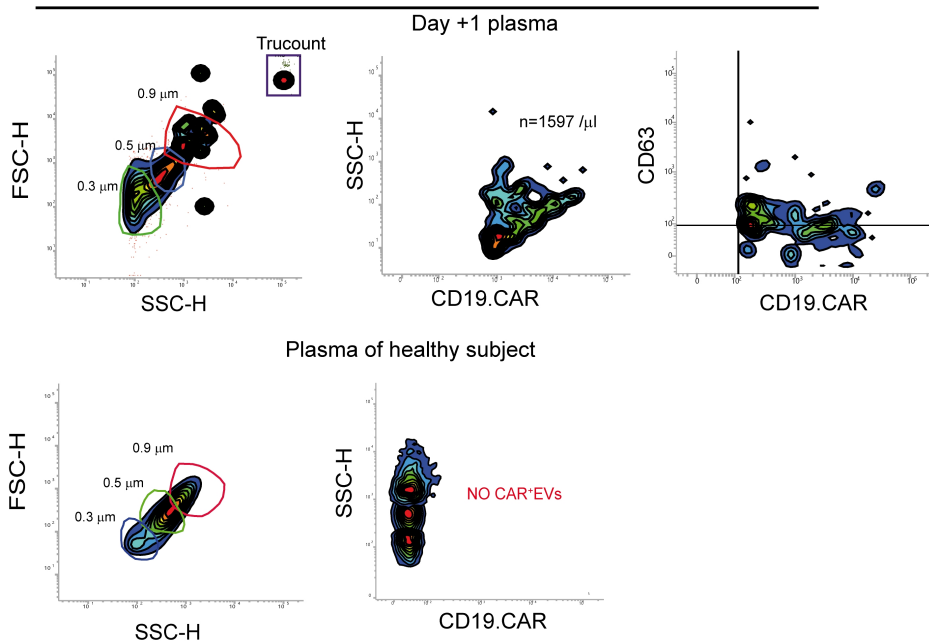 Day +1 plasma
Trucount
0.9 µm
0.5 µm
0.3 µm
FSC-H
SSC-H
n=1597 /µl
SSC-H
CD19.CAR
CD63
CD19.CAR
Plasma of healthy subject
0.9 µm
0.5 µm
0.3 µm
FSC-H
SSC-H
NO CAR⁺EVs
SSC-H
CD19.CAR